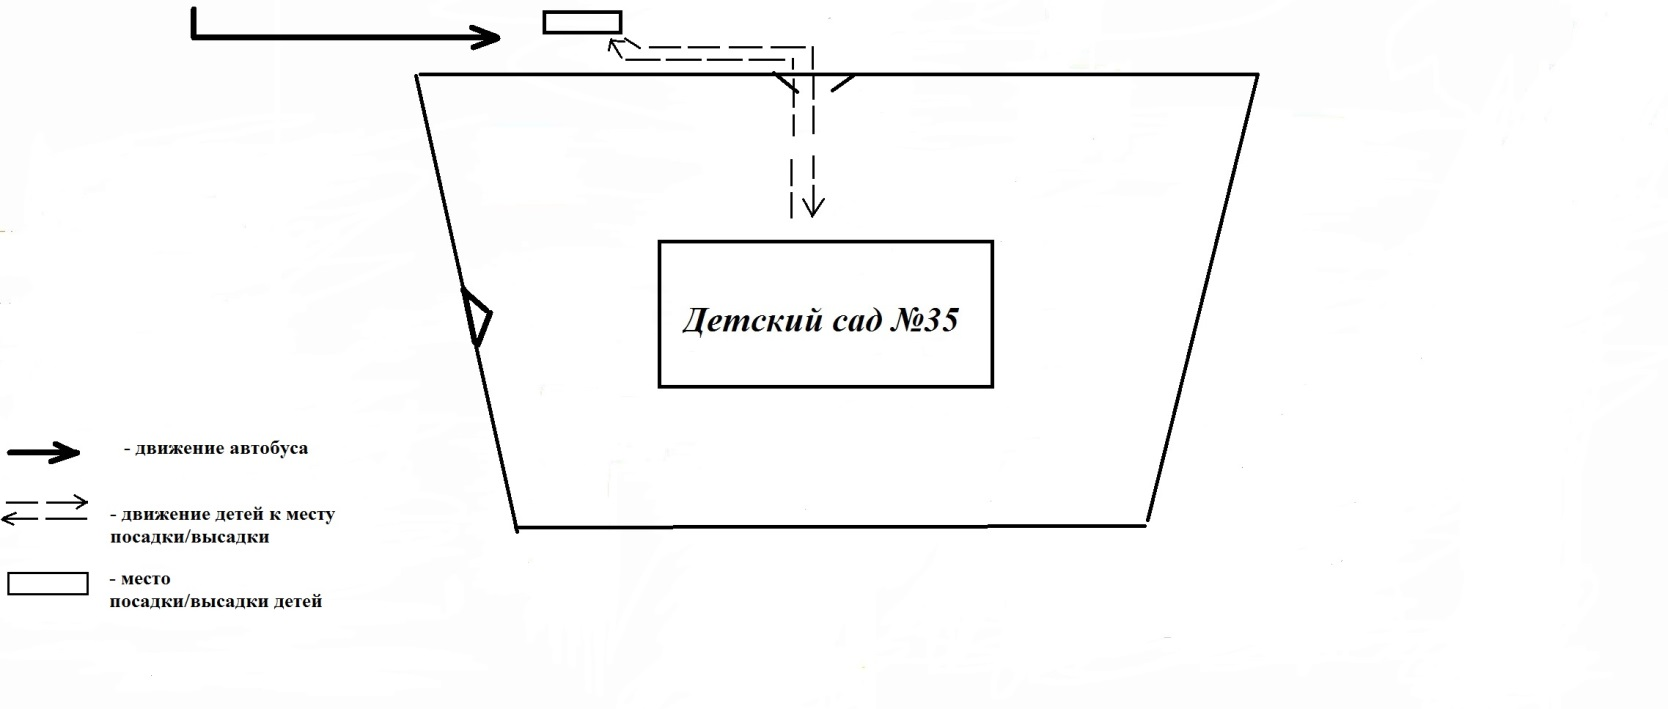 Детский сад №35
- движение автобуса
- движение детей к месту
посадки/высадки
- место
посадки/высадки детей